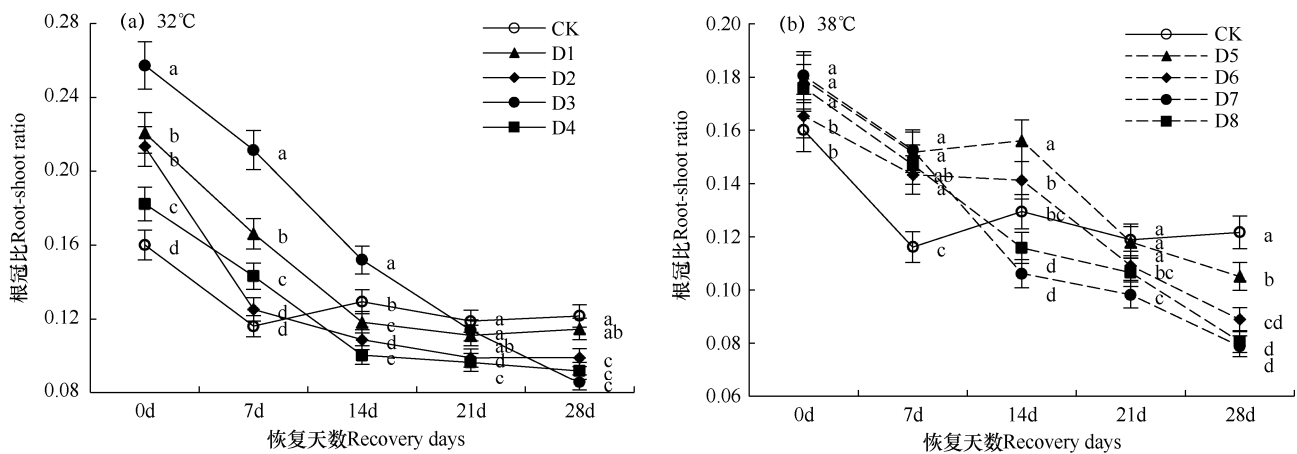 (a) 32℃
CK
D1
D2
D3
D4
根冠比Root-shoot ratio
0.28
0.24
0.20
0.16
0.12
0.08
a
b
b
c
d
a
b
c
d
d
a
b
c
d
e
a
a
ab
d
c
a
ab
c
c
c
0d
7d
14d
21d
28d
恢复天数Recovery days
(b) 38℃
CK
D5
D6
D7
D8
根冠比Root-shoot ratio
0.20
0.18
0.16
0.14
0.12
0.10
0.08
0.06
a
a
a
b
b
a
a
ab
a
c
a
b
bc
d
d
a
a
a
bc
c
a
b
cd
d
d
0d
7d
14d
21d
28d
恢复天数Recovery days